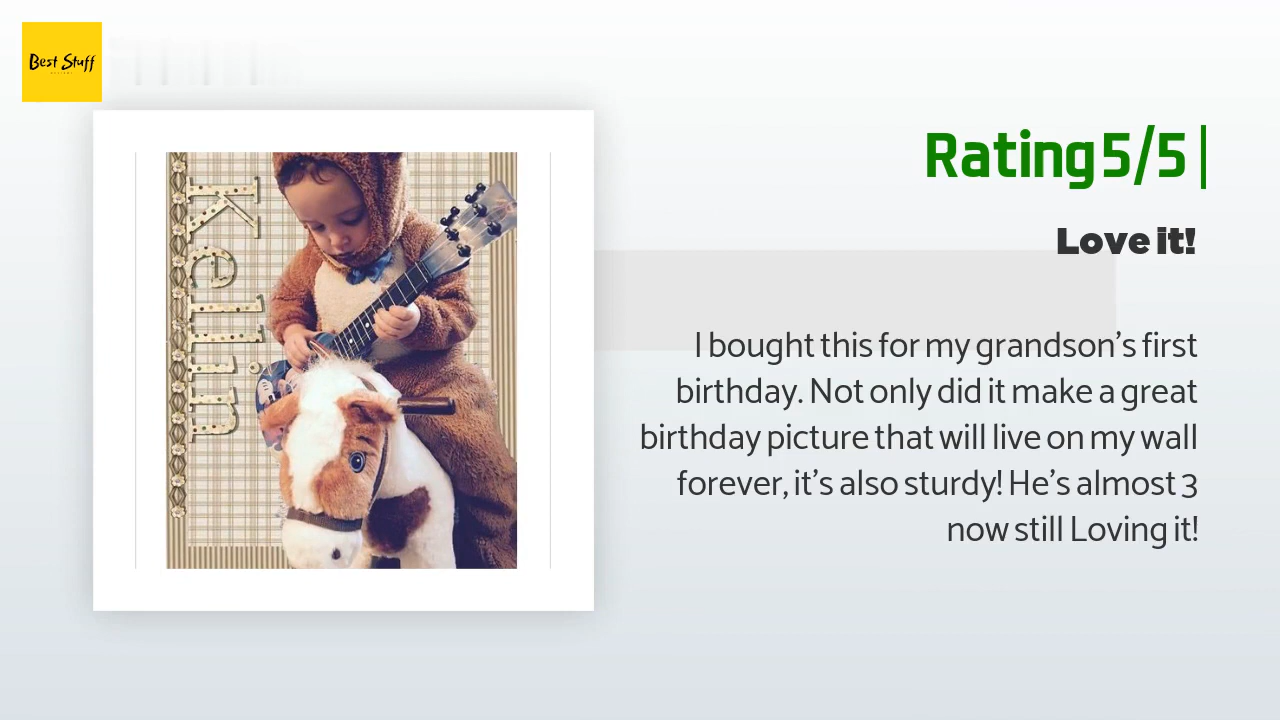 Best Stuff
Kellin
Rating 5/5 |
Love it!
I bought this for my grandson's first
birthday. Not only did it make a great
birthday picture that will live on my wall
forever, it's also sturdy! He's almost 3
now still Loving it!